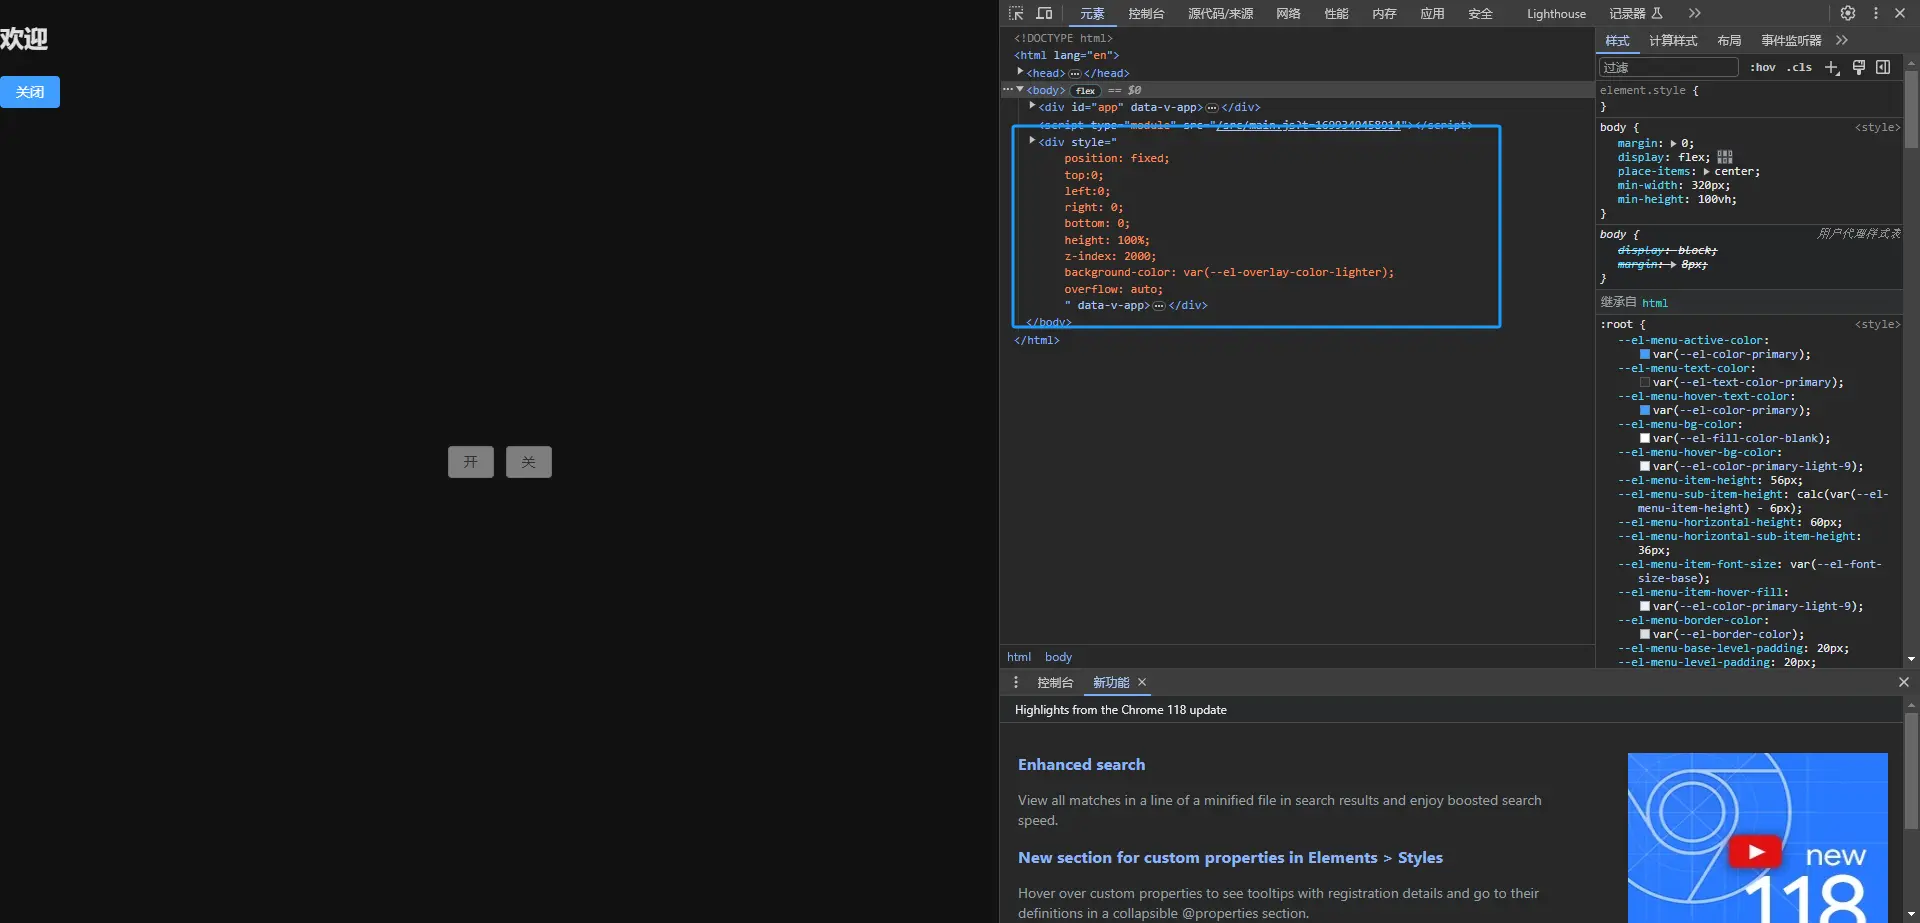 欢迎
关闭
开
关
元素 控制台 源代码/来源 网络 性能 内存 应用 安全 Lighthouse 记录器
<!DOCTYPE html>
<html lang="en">
<head> ⋯ </head>
<body> flex == $0
<div id="app" data-v-app> ⋯ </div>
<script type="module" src="/src/main.js?t=1699349458914"></script>
<div style="
position: fixed;
top:0;
left:0;
right: 0;
bottom: 0;
height: 100%;
z-index: 2000;
background-color: var(--el-overlay-color-lighter);
overflow: auto;
" data-v-app> ⋯ </div>
</body>
</html>
html body
样式 计算样式 布局 事件监听器
过滤 :hov .cls
element.style {
}
body { <style>
margin: 0;
display: flex;
place-items: center;
min-width: 320px;
min-height: 100vh;
}
body { 用户代理样式表
display: block;
margin: 8px;
}
继承自 html
:root { <style>
--el-menu-active-color:
var(--el-color-primary);
--el-menu-text-color:
var(--el-text-color-primary);
--el-menu-hover-text-color:
var(--el-color-primary);
--el-menu-bg-color:
var(--el-fill-color-blank);
--el-menu-hover-bg-color:
var(--el-color-primary-light-9);
--el-menu-item-height: 56px;
--el-menu-sub-item-height: calc(var(--el-
menu-item-height) - 6px);
--el-menu-horizontal-height: 60px;
--el-menu-horizontal-sub-item-height:
36px;
--el-menu-item-font-size: var(--el-font-
size-base);
--el-menu-item-hover-fill:
var(--el-color-primary-light-9);
--el-menu-border-color:
var(--el-border-color);
--el-menu-base-level-padding: 20px;
--el-menu-level-padding: 20px;
控制台 新功能
Highlights from the Chrome 118 update
Enhanced search
View all matches in a line of a minified file in search results and enjoy boosted search
speed.
New section for custom properties in Elements > Styles
Hover over custom properties to see tooltips with registration details and go to their
definitions in a collapsible @properties section.
new
118